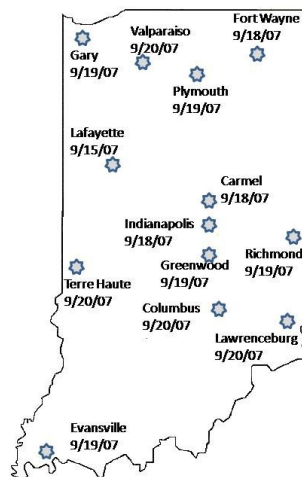 Fort Wayne
9/18/07
Valparaiso
9/20/07
Gary
9/19/07
Plymouth
9/19/07
Lafayette
9/15/07
Carmel
9/18/07
Indianapolis
9/18/07
Richmond
9/19/07
Greenwood
9/19/07
Terre Haute
9/20/07
Columbus
9/20/07
Lawrenceburg
9/20/07
Evansville
9/19/07